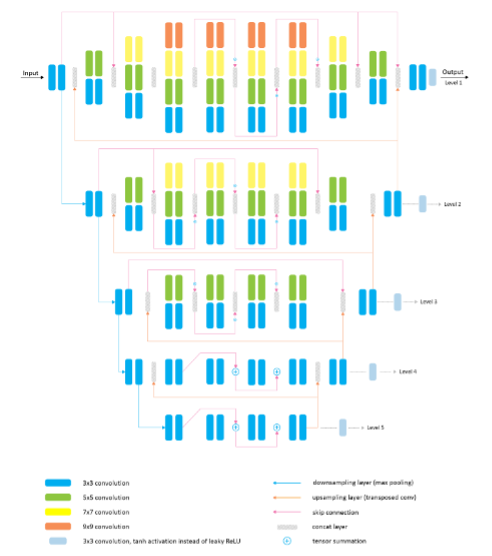 Input
Output
Level 1
Level 2
Level 3
Level 4
Level 5
3x3 convolution
5x5 convolution
7x7 convolution
9x9 convolution
3x3 convolution, tanh activation instead of leaky ReLU
downsampling layer (max pooling)
upsampling layer (transposed conv)
skip connection
concat layer
tensor summation